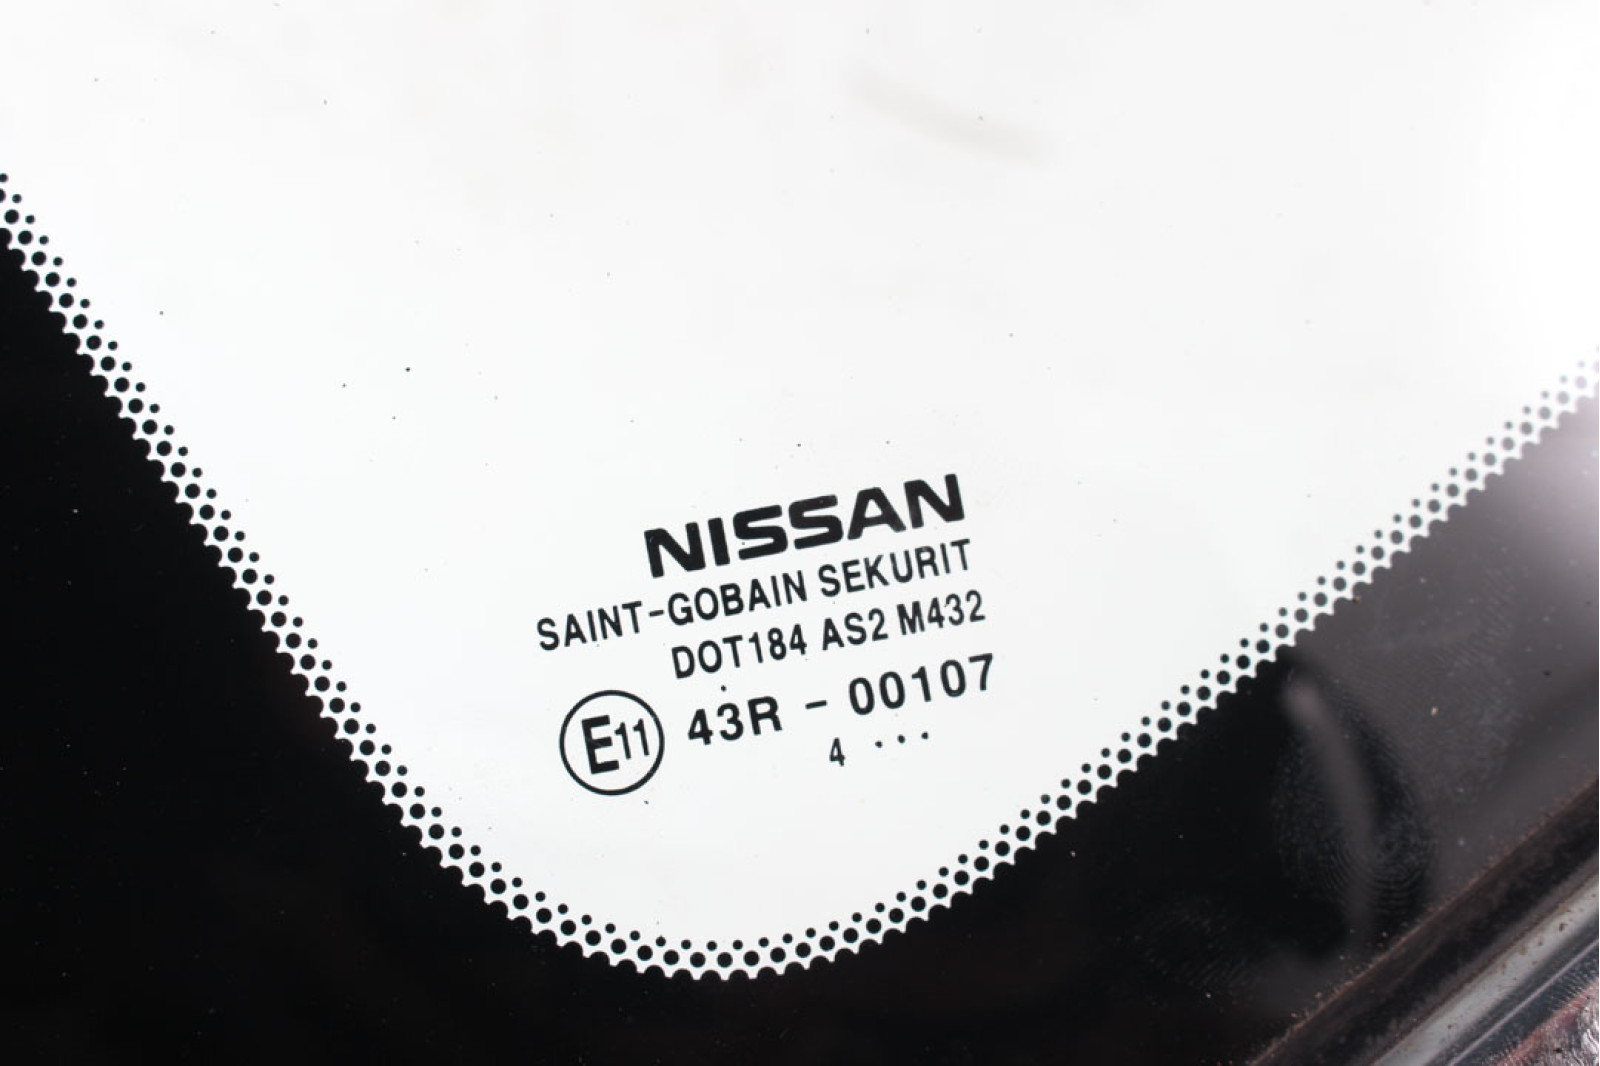 NISSAN
SAINT-GOBAIN SEKURIT
DOT184 AS2 M432
E11 43R - 00107
4 ...